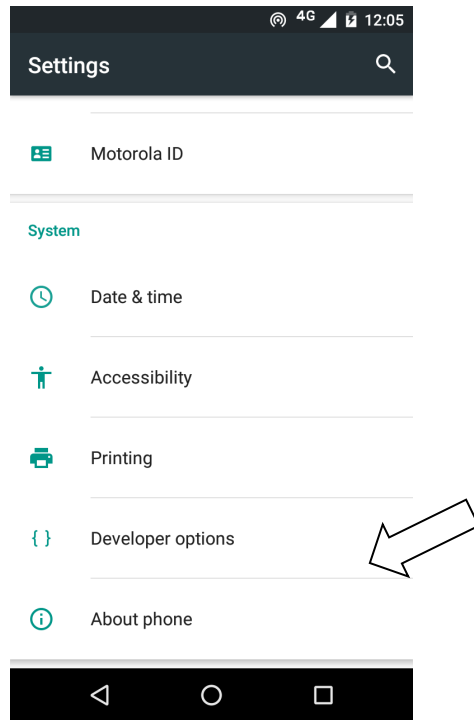 4G 12:05
Settings
Motorola ID
System
Date & time
Accessibility
Printing
{ } Developer options
About phone